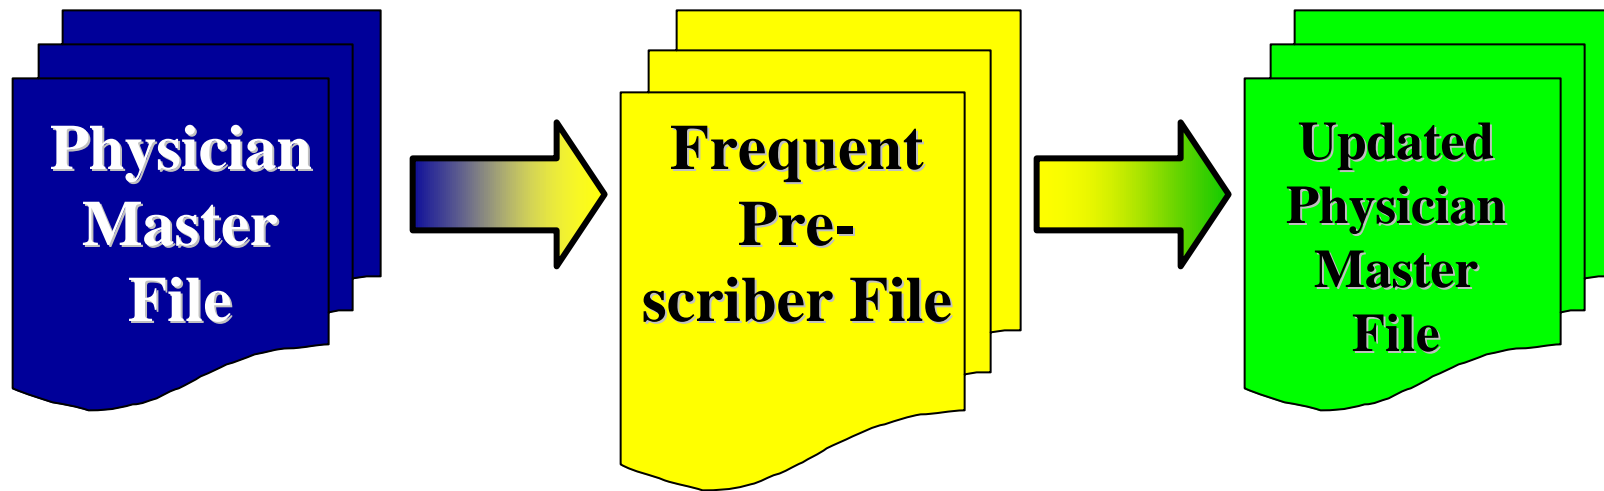 Physician
Master
File
Frequent
Pre-
scriber File
Updated
Physician
Master
File